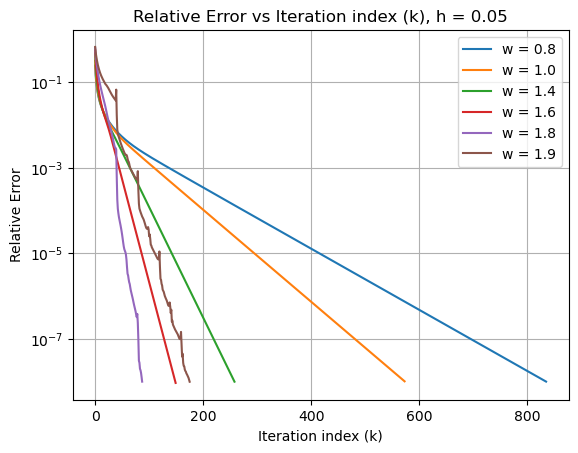 Relative Error vs Iteration index (k), h = 0.05
w = 0.8
w = 1.0
w = 1.4
w = 1.6
w = 1.8
w = 1.9
Relative Error
10⁻¹
10⁻³
10⁻⁵
10⁻⁷
0 200 400 600 800
Iteration index (k)